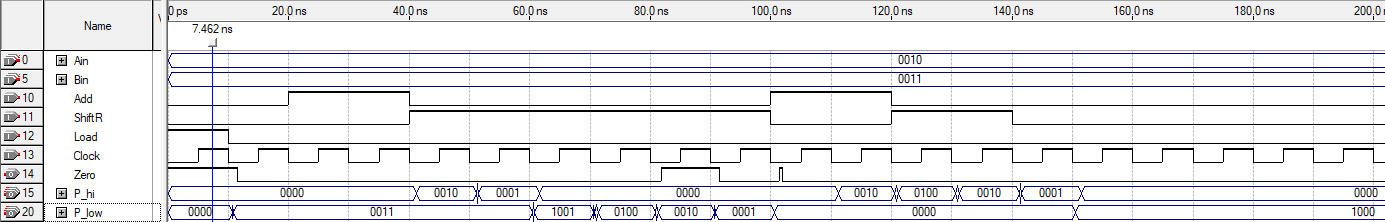 Name V 0 ps 20.0 ns 40.0 ns 60.0 ns 80.0 ns 100.0 ns 120.0 ns 140.0 ns 160.0 ns 180.0 ns 200.0
7.462 ns
0 Ain 0010
5 Bin 0011
10 Add
11 ShiftR
12 Load
13 Clock
14 Zero
15 P_hi 0000 0010 0001 0000 0010 0100 0010 0001 0000
20 P_low 0000 0011 1001 0100 0010 0001 0000 1000